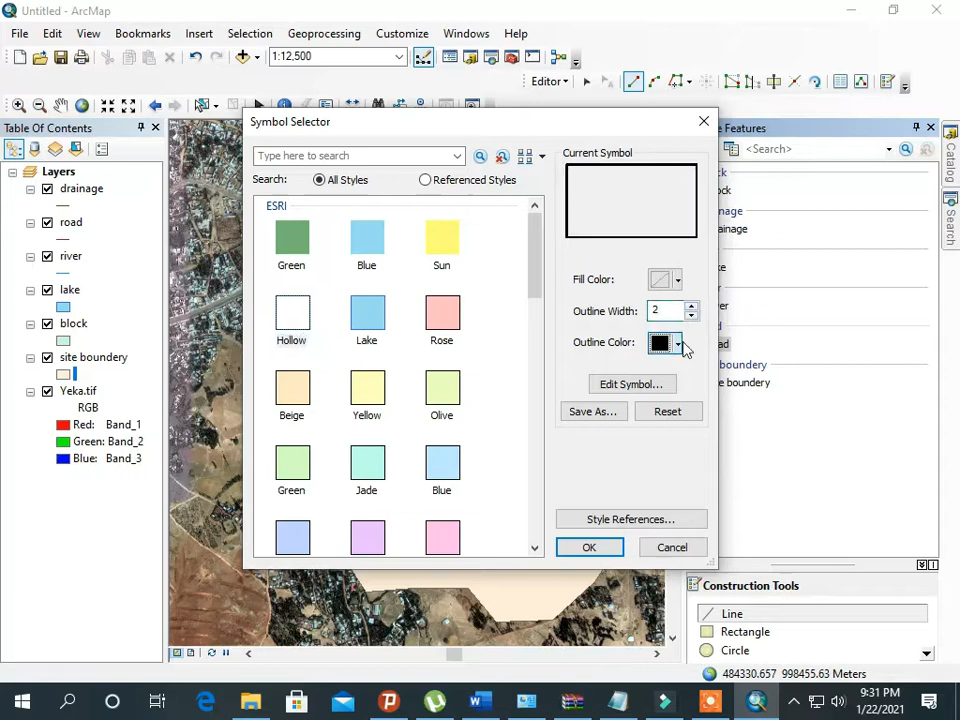 Untitled - ArcMap
File Edit View Bookmarks Insert Selection Geoprocessing Customize Windows Help
1:12,500
Editor
Table Of Contents
Layers
drainage
road
river
lake
block
site boundary
Yeka.tif
RGB
Red: Band_1
Green: Band_2
Blue: Band_3
Symbol Selector
Type here to search
Search: All Styles Referenced Styles
ESRI
Green Blue Sun
Hollow Lake Rose
Beige Yellow Olive
Green Jade Blue
Current Symbol
Fill Color:
Outline Width: 2
Outline Color:
Edit Symbol...
Save As... Reset
Style References...
OK Cancel
Features
<Search>
Catalog
Search
Construction Tools
Line
Rectangle
Circle
484330.657 998455.63 Meters
9:31 PM
1/22/2021